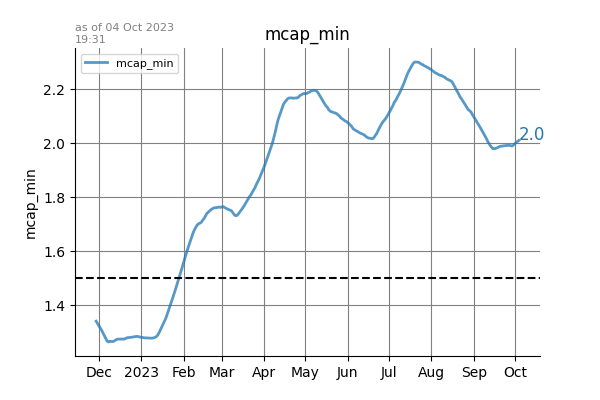 as of 04 Oct 2023
19:31
mcap_min
mcap_min
2.2
2.0
1.8
1.6
1.4
mcap_min
2.0
Dec 2023 Feb Mar Apr May Jun Jul Aug Sep Oct